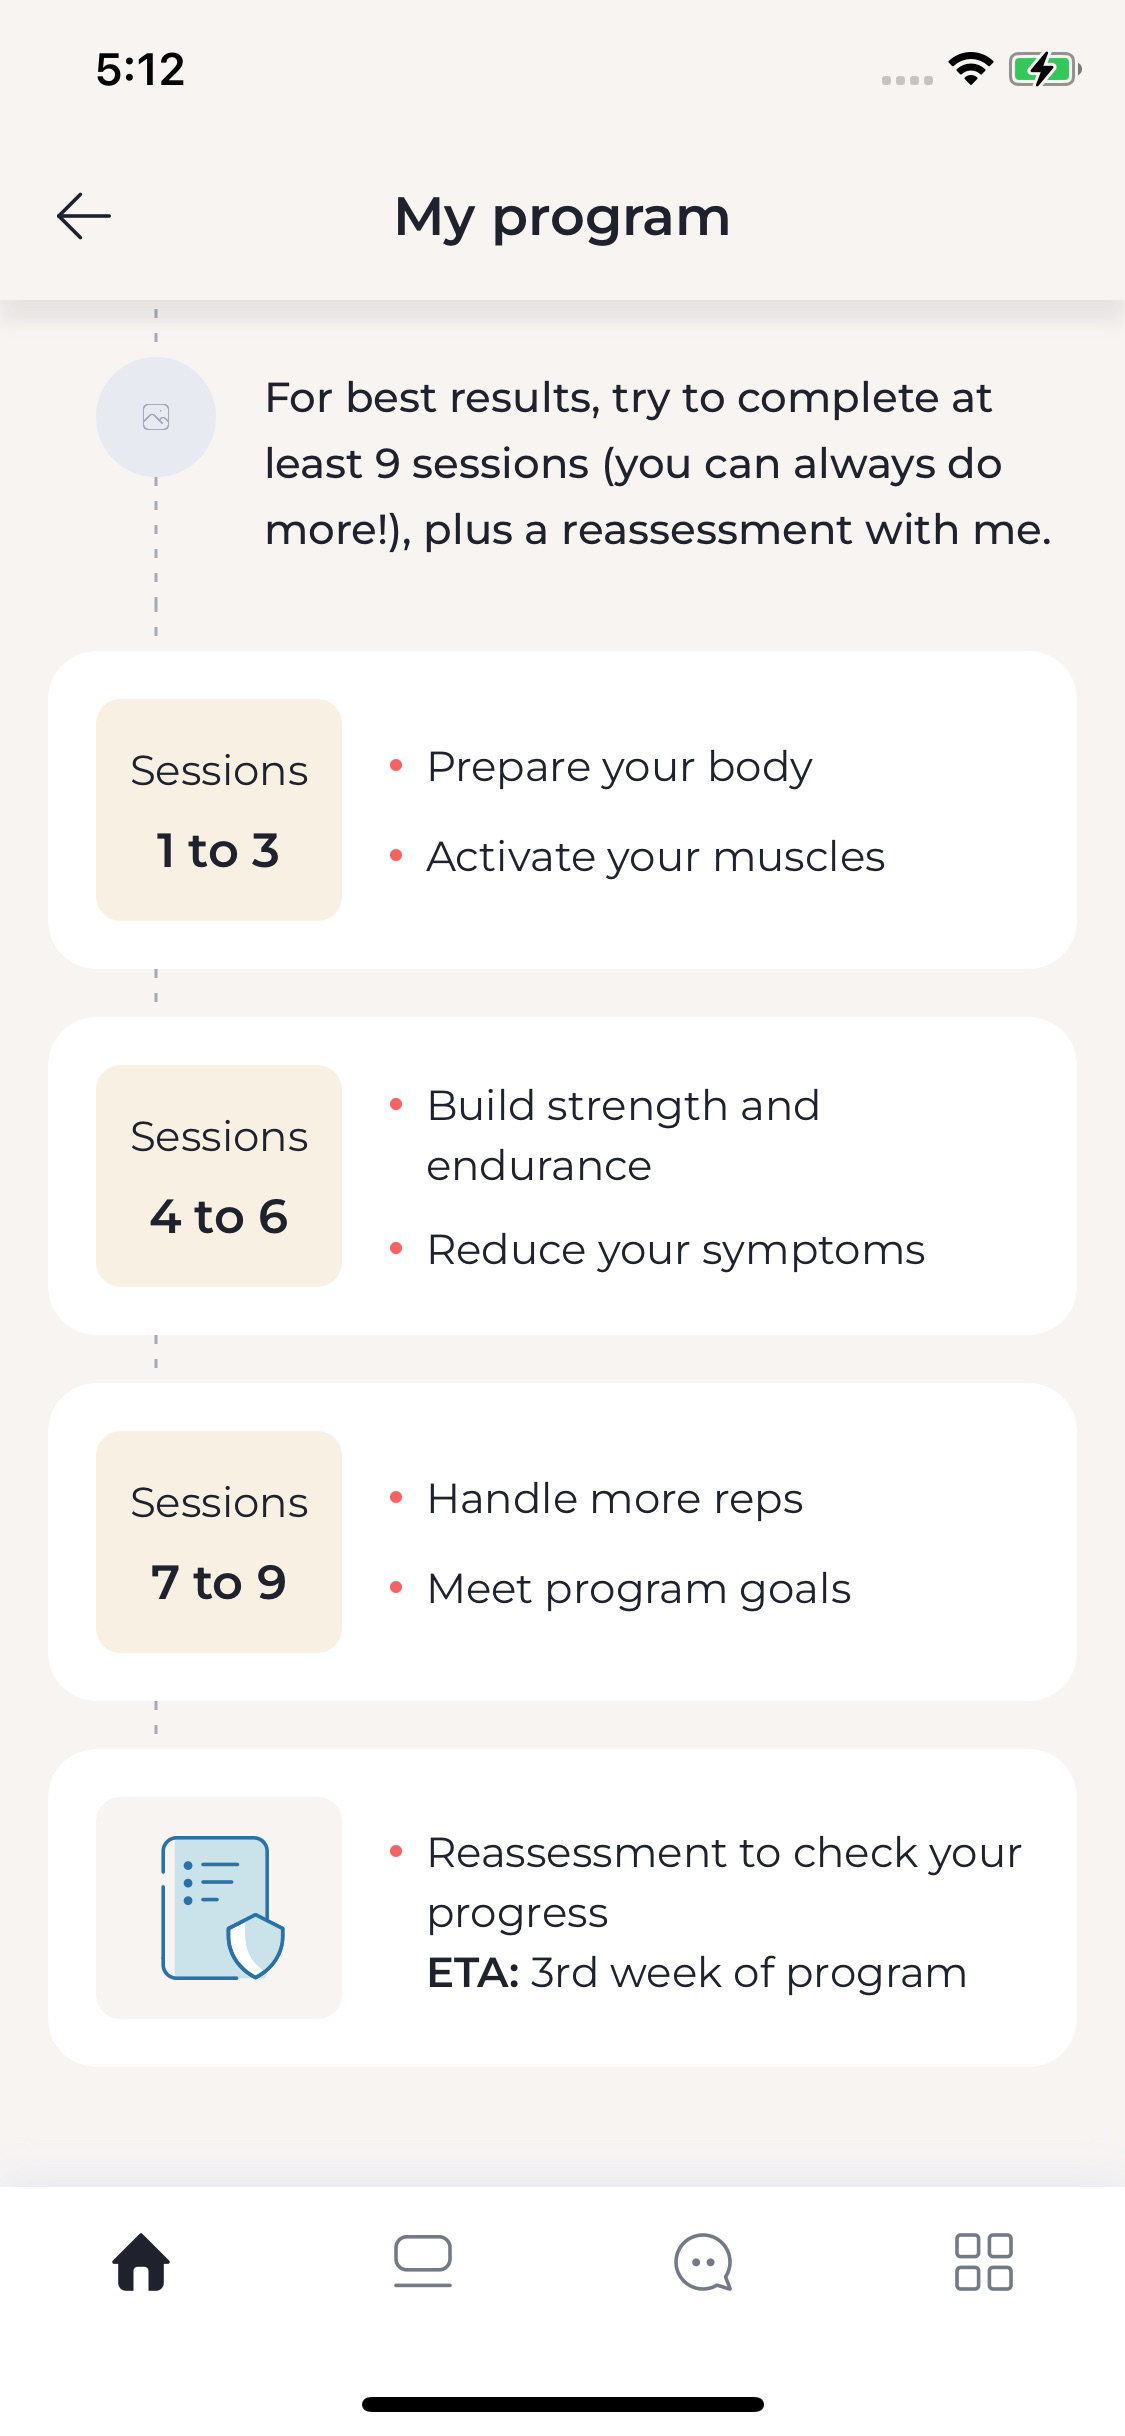 5:12
My program
For best results, try to complete at
least 9 sessions (you can always do
more!), plus a reassessment with me.
Sessions
1 to 3
• Prepare your body
• Activate your muscles
Sessions
4 to 6
• Build strength and
endurance
• Reduce your symptoms
Sessions
7 to 9
• Handle more reps
• Meet program goals
• Reassessment to check your
progress
ETA: 3rd week of program